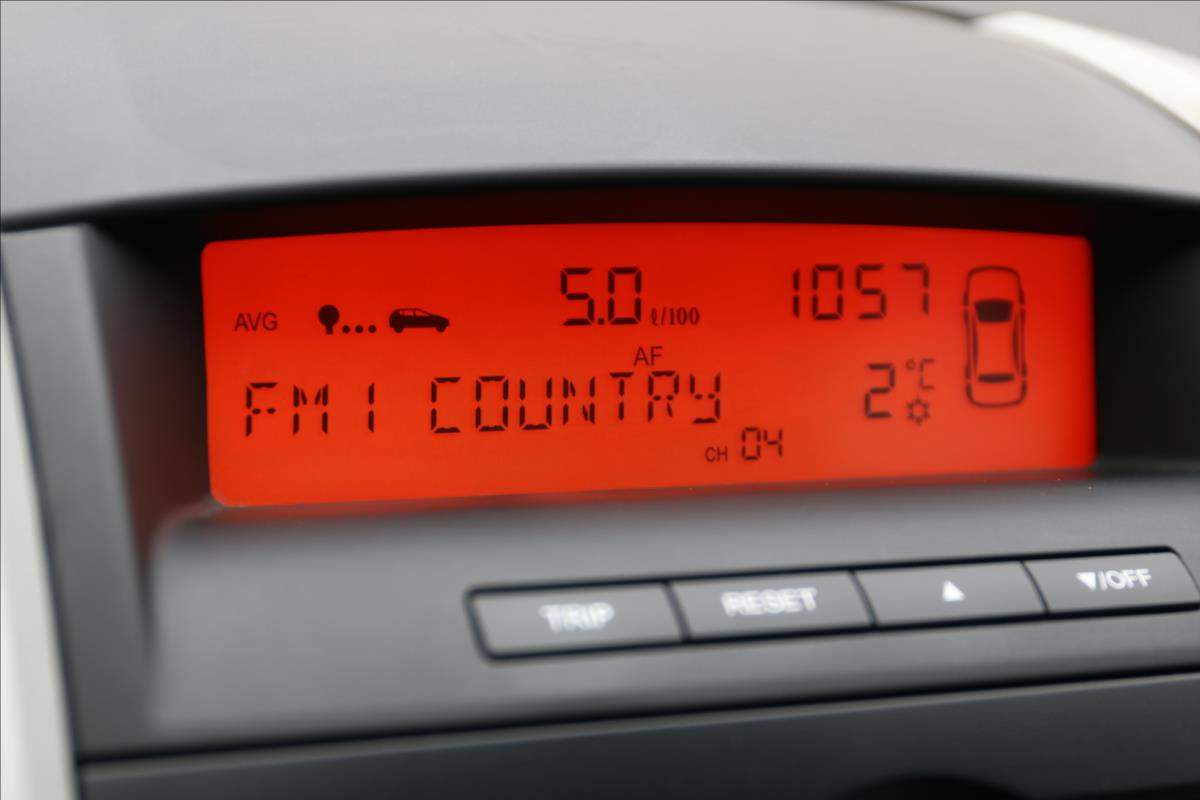 AVG 5.0 ℓ/100 1057
AF
FM1 COUNTRY 2°C
CH 04
TRIP RESET ▲ ▼/OFF